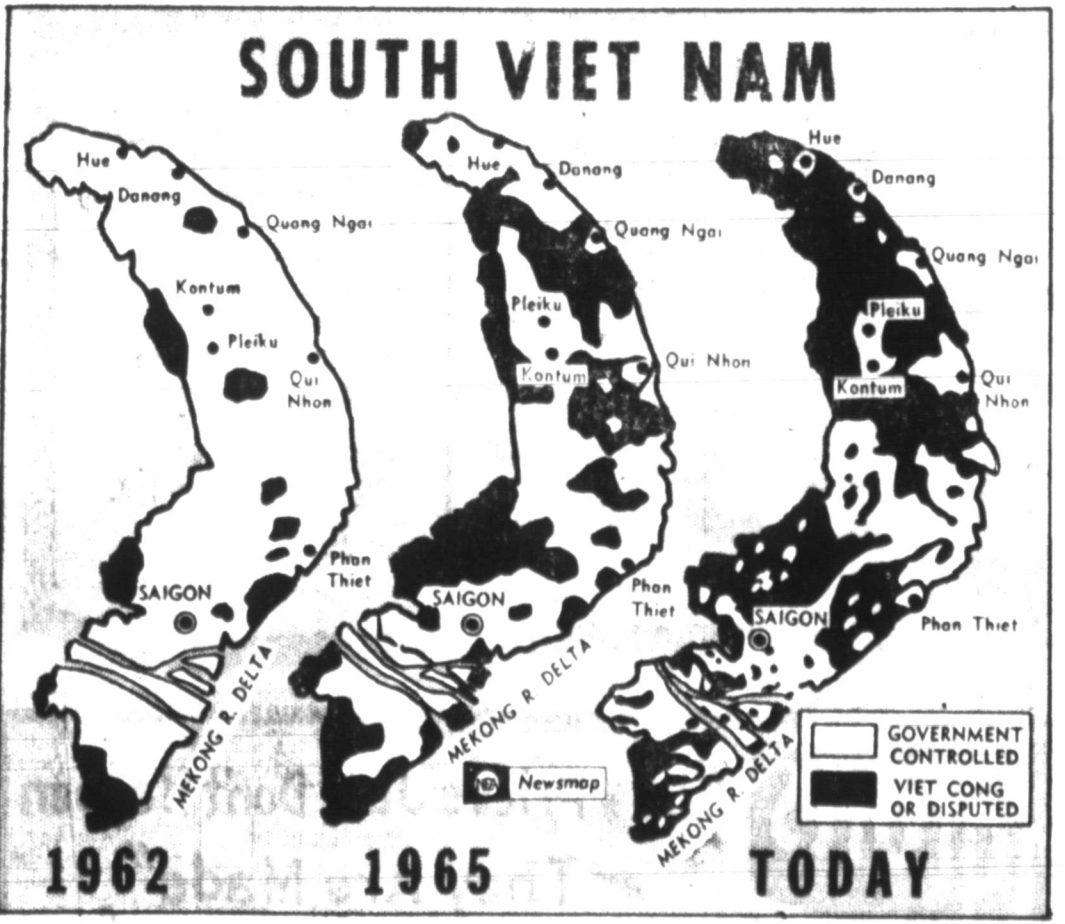 SOUTH VIET NAM
Hue
Danang
Quang Ngai
Kontum
Pleiku
Qui
Nhon
Phan
Thiet
SAIGON
MEKONG R. DELTA
1962
Hue
Danang
Quang Ngai
Pleiku
Kontum
Qui Nhon
Phan
Thiet
SAIGON
MEKONG R DELTA
NEA
Newsmap
1965
Hue
Danang
Quang Ngai
Pleiku
Kontum
Qui
Nhon
SAIGON
Phan Thiet
MEKONG R. DELTA
GOVERNMENT
CONTROLLED
VIET CONG
OR DISPUTED
TODAY